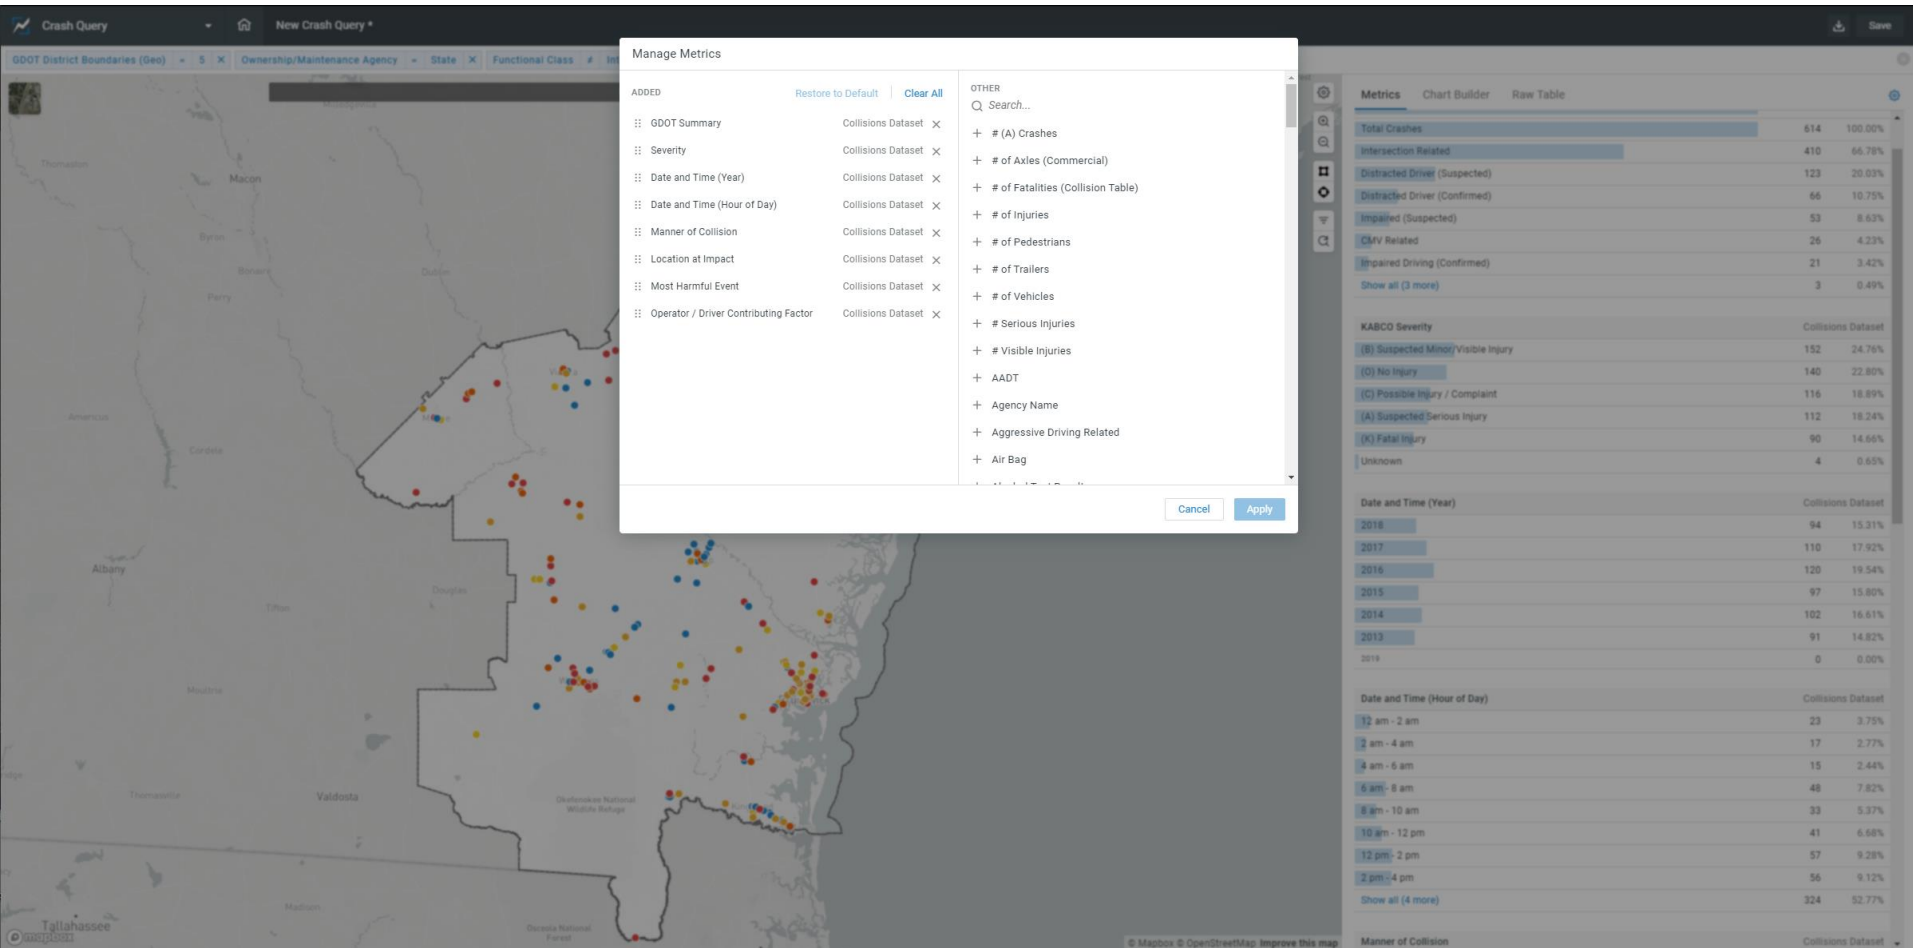 Crash Query
New Crash Query *
Save
GDOT District Boundaries (Geo) = 5 X Ownership/Maintenance Agency = State X Functional Class ≠
Manage Metrics
ADDED Restore to Default Clear All
GDOT Summary Collisions Dataset
Severity Collisions Dataset
Date and Time (Year) Collisions Dataset
Date and Time (Hour of Day) Collisions Dataset
Manner of Collision Collisions Dataset
Location at Impact Collisions Dataset
Most Harmful Event Collisions Dataset
Operator / Driver Contributing Factor Collisions Dataset
OTHER
Search...
# (A) Crashes
# of Axles (Commercial)
# of Fatalities (Collision Table)
# of Injuries
# of Pedestrians
# of Trailers
# of Vehicles
# Serious Injuries
# Visible Injuries
AADT
Agency Name
Aggressive Driving Related
Air Bag
Cancel
Apply
Metrics Chart Builder Raw Table
Total Crashes 614 100.00%
Intersection Related 410 66.78%
Distracted Driver (Suspected) 123 20.03%
Distracted Driver (Confirmed) 66 10.75%
Impaired (Suspected) 53 8.63%
CMV Related 26 4.23%
Impaired Driving (Confirmed) 21 3.42%
Show all (3 more) 3 0.49%
KABCO Severity Collisions Dataset
(B) Suspected Minor/Visible Injury 152 24.76%
(O) No Injury 140 22.80%
(C) Possible Injury / Complaint 116 18.89%
(A) Suspected Serious Injury 112 18.24%
(K) Fatal Injury 90 14.66%
Unknown 4 0.65%
Date and Time (Year) Collisions Dataset
2018 94 15.31%
2017 110 17.92%
2016 120 19.54%
2015 97 15.80%
2014 102 16.61%
2013 91 14.82%
2019 0 0.00%
Date and Time (Hour of Day) Collisions Dataset
12 am - 2 am 23 3.75%
2 am - 4 am 17 2.77%
4 am - 6 am 15 2.44%
6 am - 8 am 48 7.82%
8 am - 10 am 33 5.37%
10 am - 12 pm 41 6.68%
12 pm - 2 pm 57 9.28%
2 pm - 4 pm 56 9.12%
Show all (4 more) 324 52.77%
Manner of Collision Collisions Dataset
Thomaston
Macon
Byron
Bonaire
Dublin
Perry
Americus
Cordele
Albany
Douglas
Tifton
Moultrie
Thomasville
Valdosta
Okefenokee National
Wildlife Refuge
Madison
Tallahassee
Osceola National
Forest
mapbox
© Mapbox © OpenStreetMap Improve this map